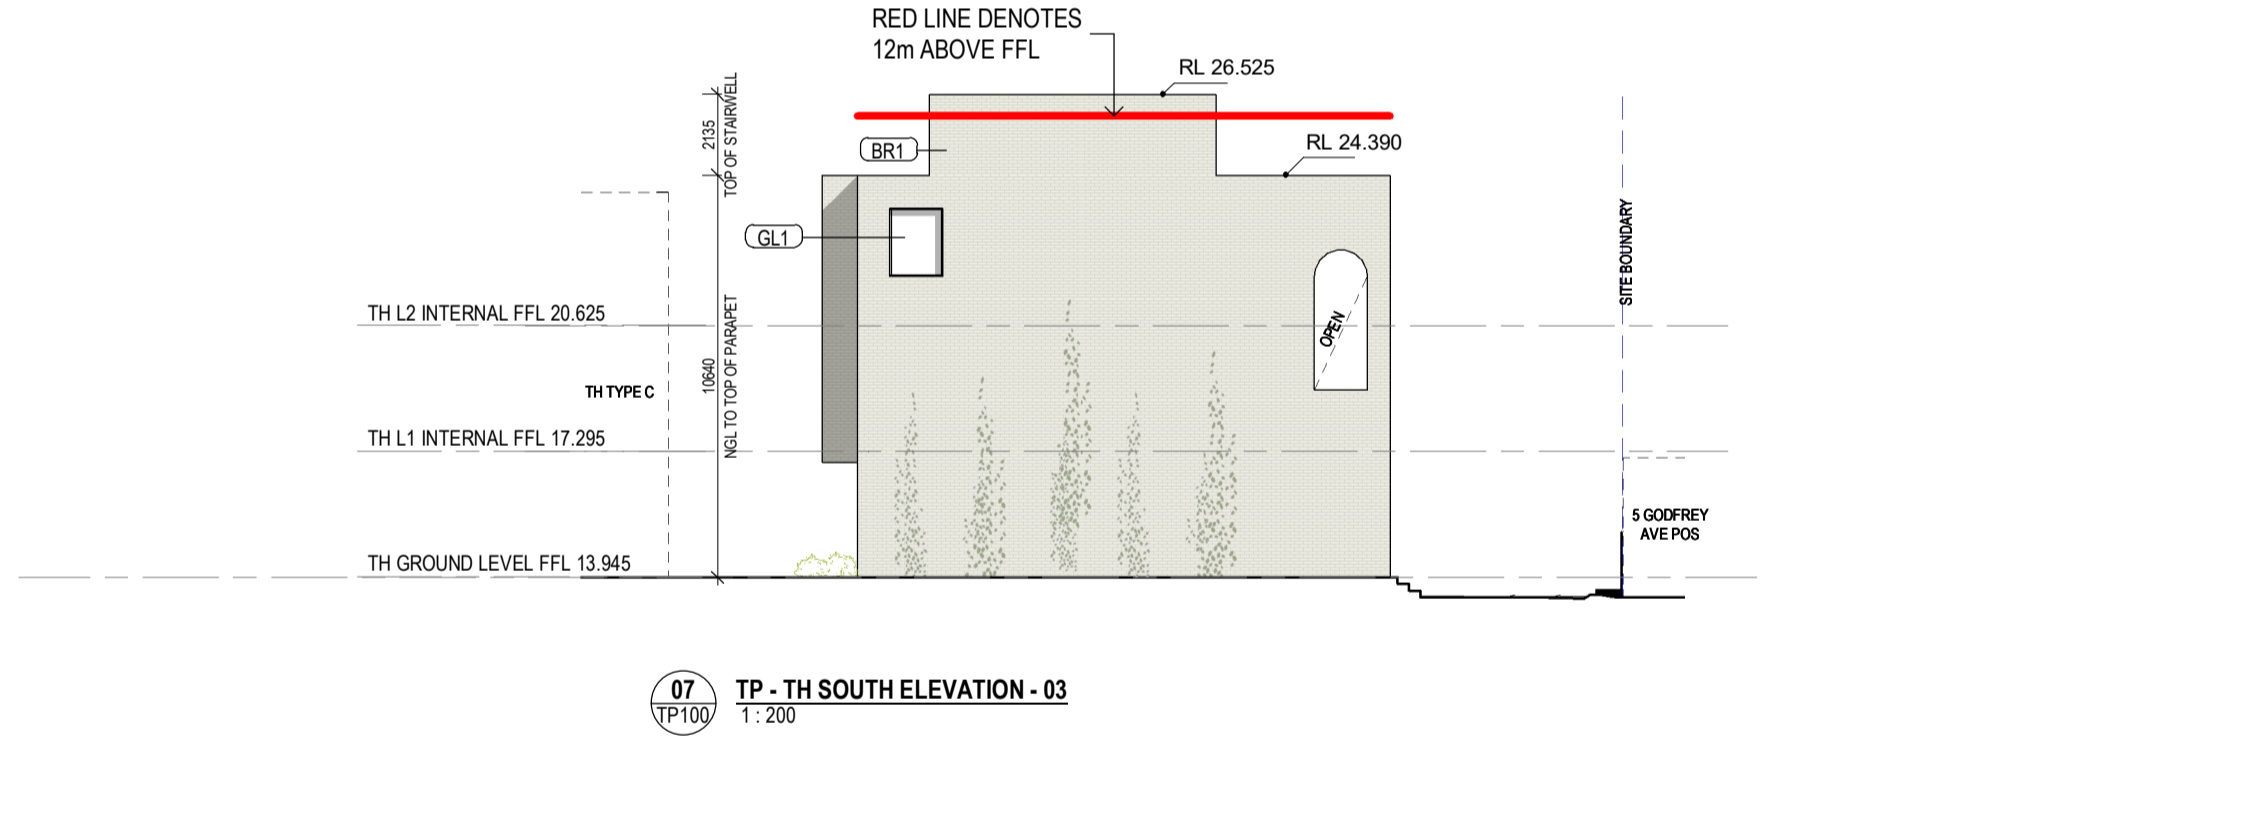 RED LINE DENOTES
12m ABOVE FFL
RL 26.525
2135
TOP OF STAIRWELL
BR1
RL 24.390
GL1
SITE BOUNDARY
TH L2 INTERNAL FFL 20.625
OPEN
10640
NGL TO TOP OF PARAPET
TH TYPE C
TH L1 INTERNAL FFL 17.295
5 GODFREY
AVE POS
TH GROUND LEVEL FFL 13.945
07
TP100
TP - TH SOUTH ELEVATION - 03
1 : 200